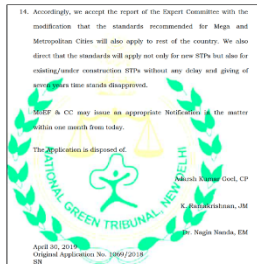 14. Accordingly, we accept the report of the Expert Committee with the
modification that the standards recommended for Mega and
Metropolitan Cities will also apply to rest of the country. We also
direct that the standards will apply not only for new STPs but also for
existing/under construction STPs without any delay and giving of
seven years time stands disapproved.
MoEF & CC may issue an appropriate Notification in the matter
within one month from today.
The Application is disposed of.
Adarsh Kumar Goel, CP
K. Ramakrishnan, JM
Dr. Nagin Nanda, EM
NATIONAL GREEN TRIBUNAL, NEW DELHI
April 30, 2019
Original Application No. 1069/2018
SN